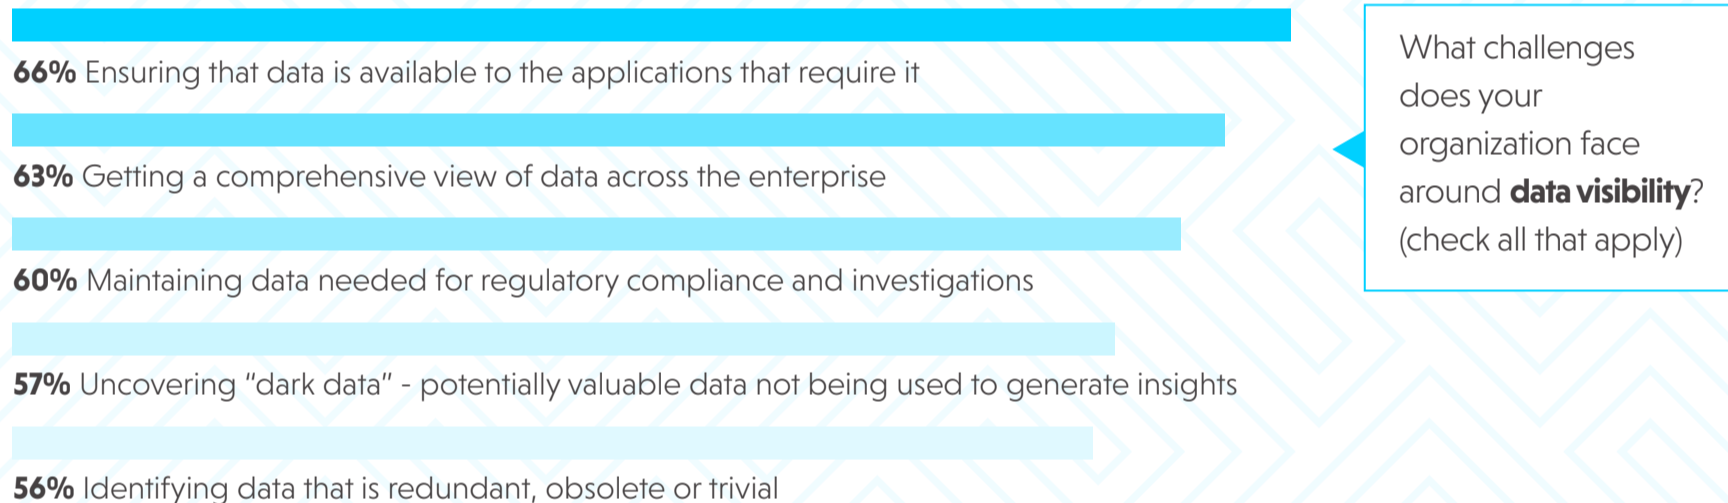 66% Ensuring that data is available to the applications that require it
63% Getting a comprehensive view of data across the enterprise
60% Maintaining data needed for regulatory compliance and investigations
57% Uncovering "dark data" - potentially valuable data not being used to generate insights
56% Identifying data that is redundant, obsolete or trivial
What challenges
does your
organization face
around data visibility?
(check all that apply)